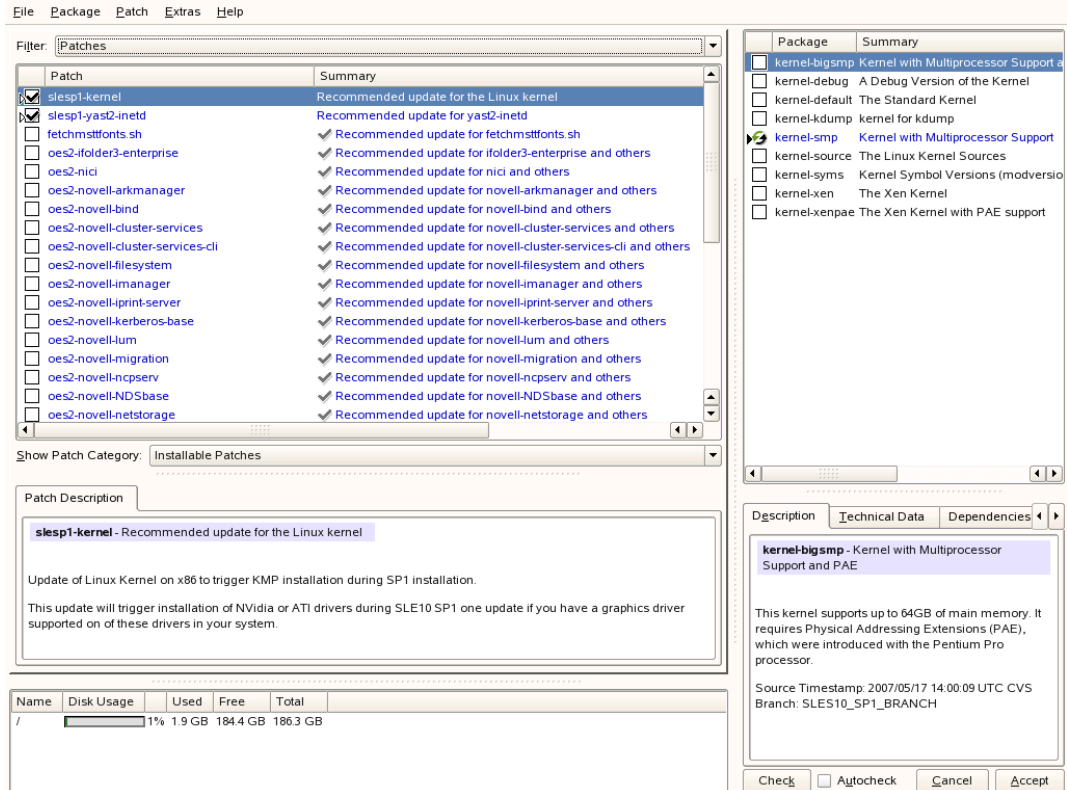 File Package Patch Extras Help
Filter: Patches
Patch Summary
slesp1-kernel Recommended update for the Linux kernel
slesp1-yast2-inetd Recommended update for yast2-inetd
fetchmsttfonts.sh Recommended update for fetchmsttfonts.sh
oes2-ifolder3-enterprise Recommended update for ifolder3-enterprise and others
oes2-nici Recommended update for nici and others
oes2-novell-arkmanager Recommended update for novell-arkmanager and others
oes2-novell-bind Recommended update for novell-bind and others
oes2-novell-cluster-services Recommended update for novell-cluster-services and others
oes2-novell-cluster-services-cli Recommended update for novell-cluster-services-cli and others
oes2-novell-filesystem Recommended update for novell-filesystem and others
oes2-novell-imanager Recommended update for novell-imanager and others
oes2-novell-iprint-server Recommended update for novell-iprint-server and others
oes2-novell-kerberos-base Recommended update for novell-kerberos-base and others
oes2-novell-lum Recommended update for novell-lum and others
oes2-novell-migration Recommended update for novell-migration and others
oes2-novell-ncpserv Recommended update for novell-ncpserv and others
oes2-novell-NDSbase Recommended update for novell-NDSbase and others
oes2-novell-netstorage Recommended update for novell-netstorage and others
Show Patch Category: Installable Patches
Patch Description
slesp1-kernel - Recommended update for the Linux kernel
Update of Linux Kernel on x86 to trigger KMP installation during SP1 installation.
This update will trigger installation of NVidia or ATI drivers during SLE10 SP1 one update if you have a graphics driver
supported on of these drivers in your system.
Name Disk Usage Used Free Total
/ 1% 1.9 GB 184.4 GB 186.3 GB
Package Summary
kernel-bigsmp Kernel with Multiprocessor Support a
kernel-debug A Debug Version of the Kernel
kernel-default The Standard Kernel
kernel-kdump kernel for kdump
kernel-smp Kernel with Multiprocessor Support
kernel-source The Linux Kernel Sources
kernel-syms Kernel Symbol Versions (modversio
kernel-xen The Xen Kernel
kernel-xenpae The Xen Kernel with PAE support
Description Technical Data Dependencies
kernel-bigsmp - Kernel with Multiprocessor
Support and PAE
This kernel supports up to 64GB of main memory. It
requires Physical Addressing Extensions (PAE),
which were introduced with the Pentium Pro
processor.
Source Timestamp: 2007/05/17 14:00:09 UTC CVS
Branch: SLES10_SP1_BRANCH
Check Autocheck Cancel Accept